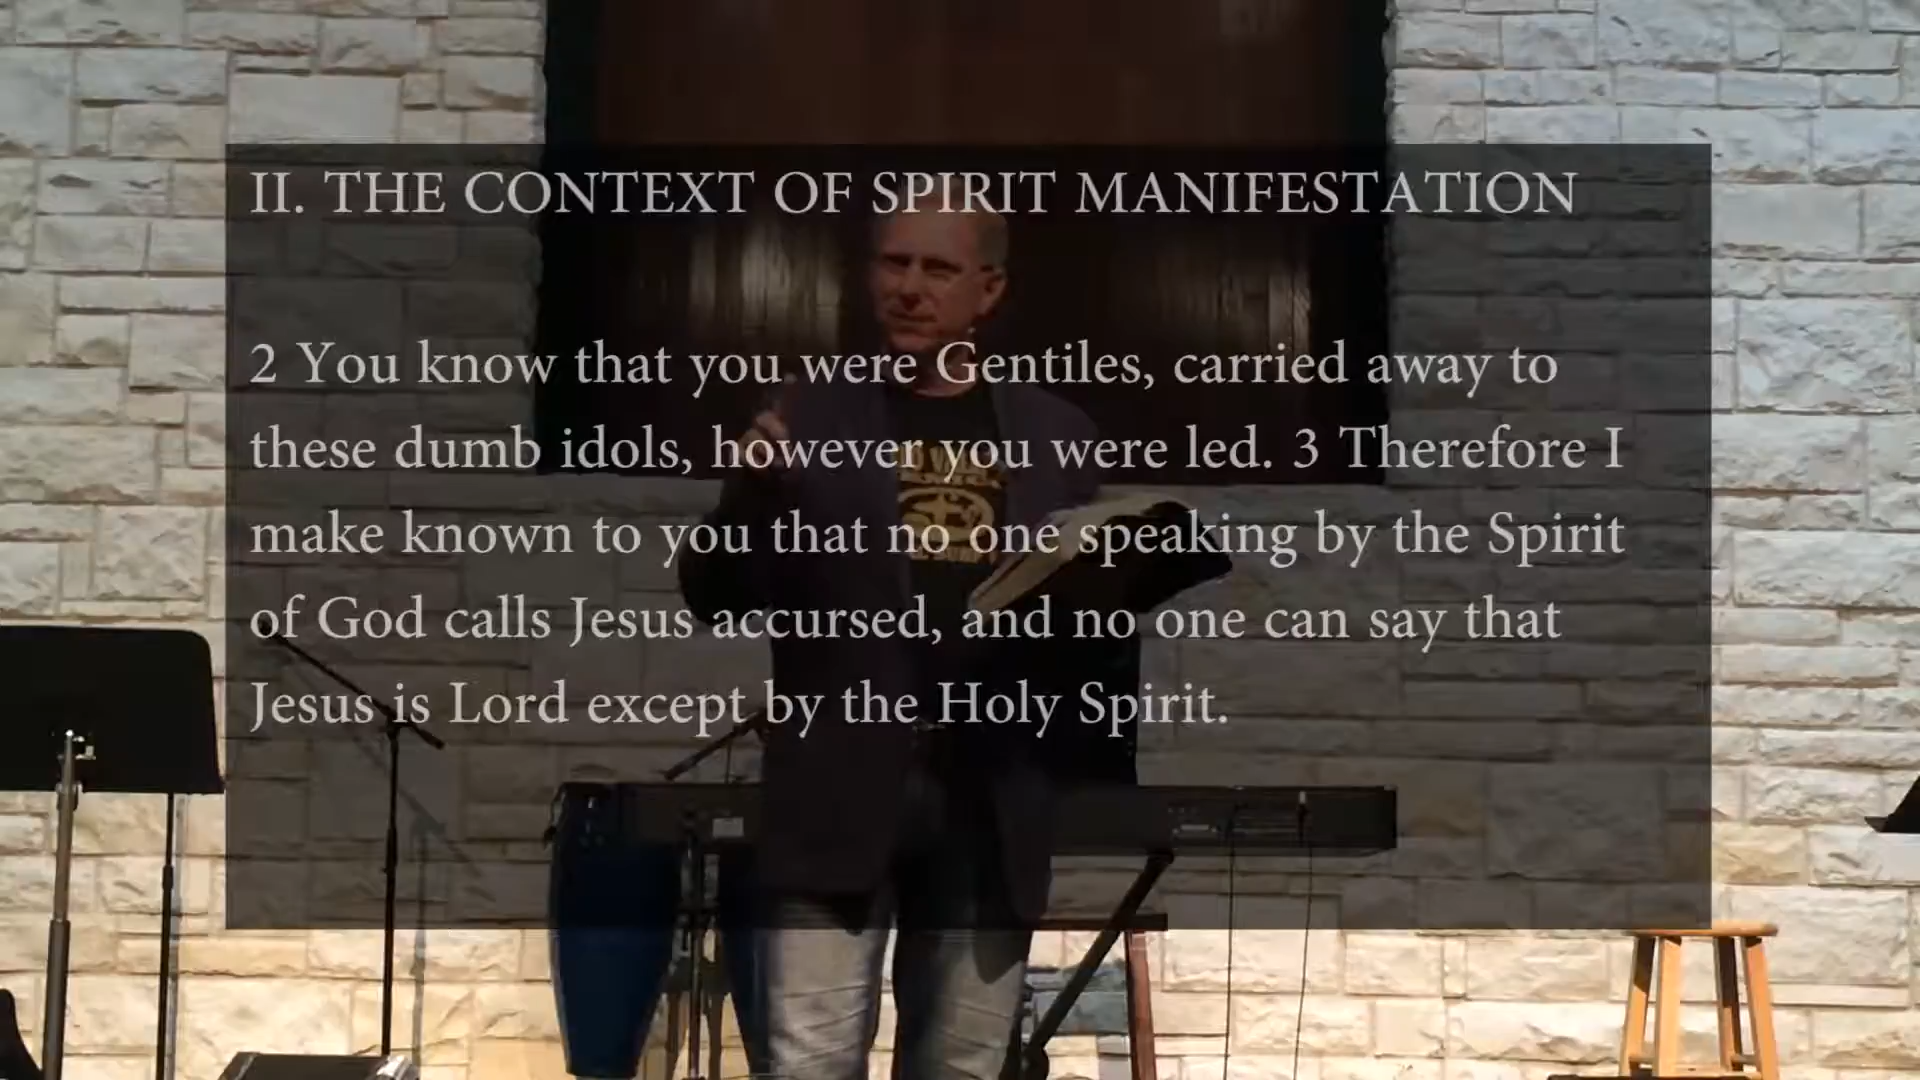 II. THE CONTEXT OF SPIRIT MANIFESTATION
2 You know that you were Gentiles, carried away to
these dumb idols, however you were led. 3 Therefore I
make known to you that no one speaking by the Spirit
of God calls Jesus accursed, and no one can say that
Jesus is Lord except by the Holy Spirit.